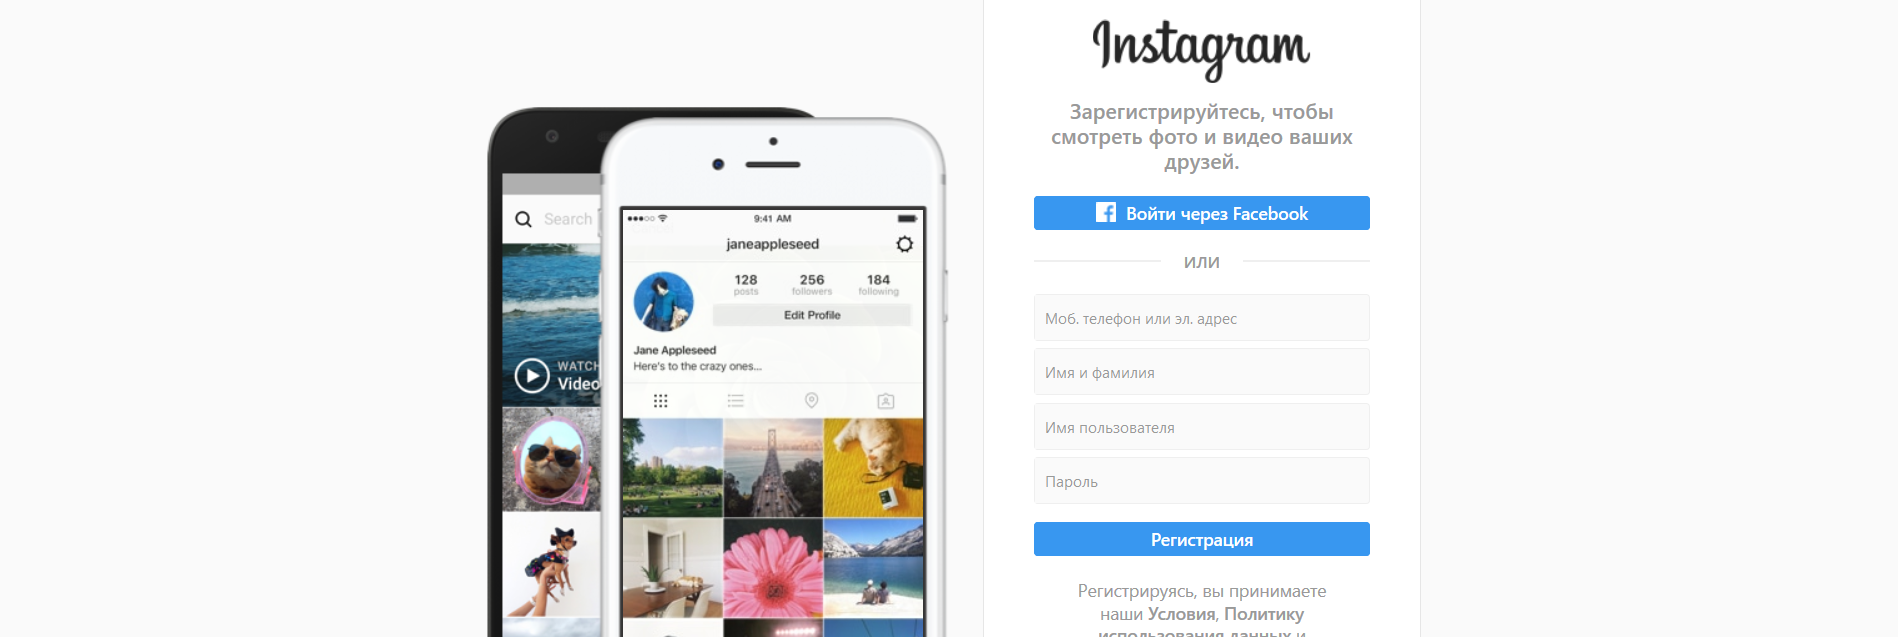 Search
WATCH
Video
9:41 AM
janeappleseed
128
posts
256
followers
184
following
Edit Profile
Jane Appleseed
Here's to the crazy ones...
Instagram
Зарегистрируйтесь, чтобы
смотреть фото и видео ваших
друзей.
Войти через Facebook
ИЛИ
Моб. телефон или эл. адрес
Имя и фамилия
Имя пользователя
Пароль
Регистрация
Регистрируясь, вы принимаете
наши Условия, Политику
использования данных и